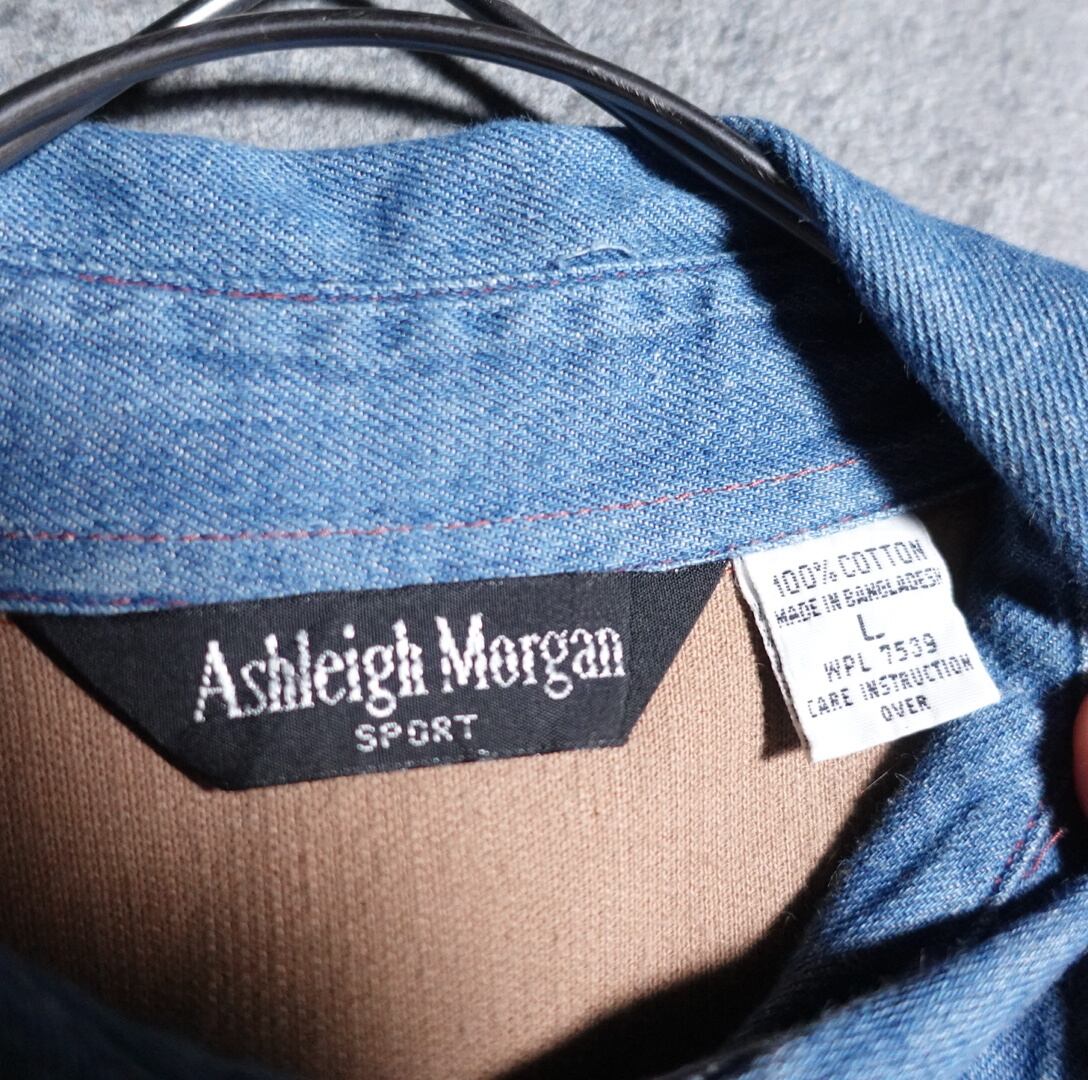 Ashleigh Morgan
SPORT
100% COTTON
MADE IN BANGLADESH
L
WPL 7539
CARE INSTRUCTION
OVER